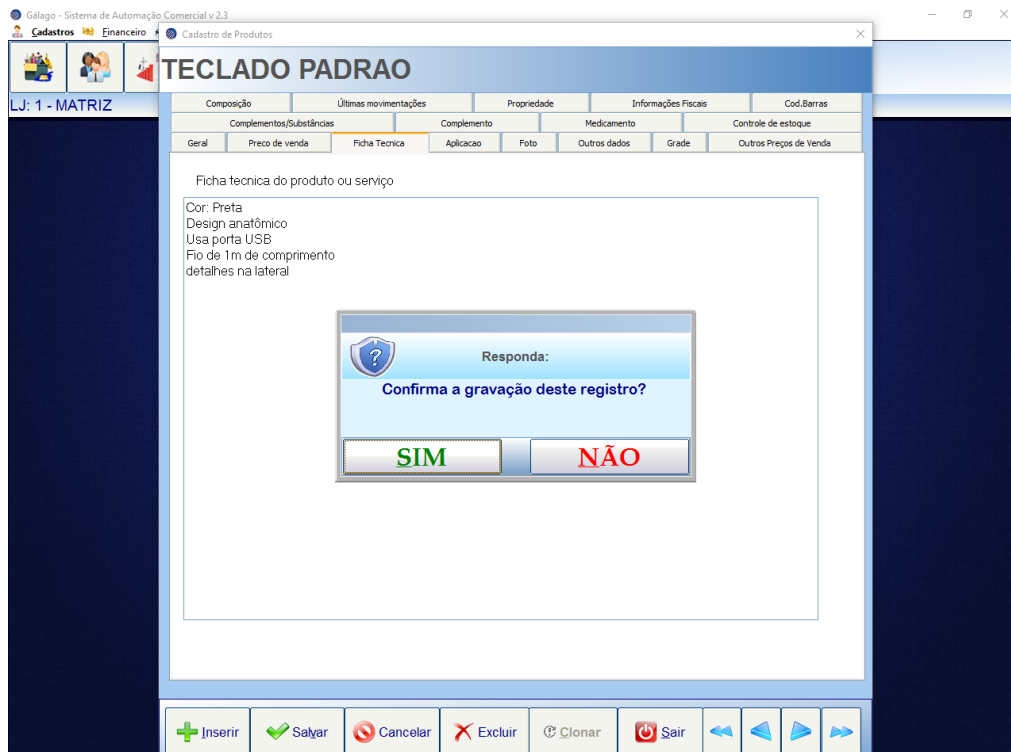 Gálago - Sistema de Automação Comercial v 2.3
Cadastros Financeiro
Cadastro de Produtos
TECLADO PADRAO
LJ: 1 - MATRIZ
Composição Últimas movimentações Propriedade Informações Fiscais Cod.Barras
Complementos/Substâncias Complemento Medicamento Controle de estoque
Geral Preco de venda Ficha Tecnica Aplicacao Foto Outros dados Grade Outros Preços de Venda
Ficha tecnica do produto ou serviço
Cor: Preta
Design anatômico
Usa porta USB
Fio de 1m de comprimento
detalhes na lateral
Responda:
Confirma a gravação deste registro?
SIM NÃO
Inserir Salvar Cancelar Excluir Clonar Sair